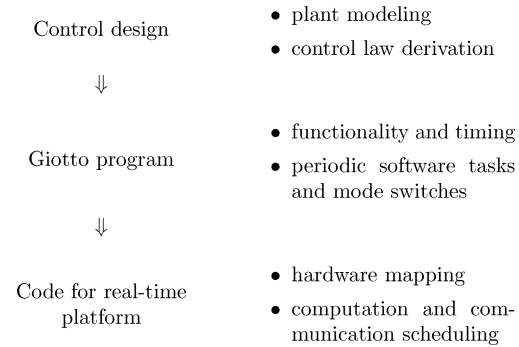 Control design
• plant modeling
• control law derivation
⇓
Giotto program
• functionality and timing
• periodic software tasks
and mode switches
⇓
Code for real-time
platform
• hardware mapping
• computation and com-
munication scheduling